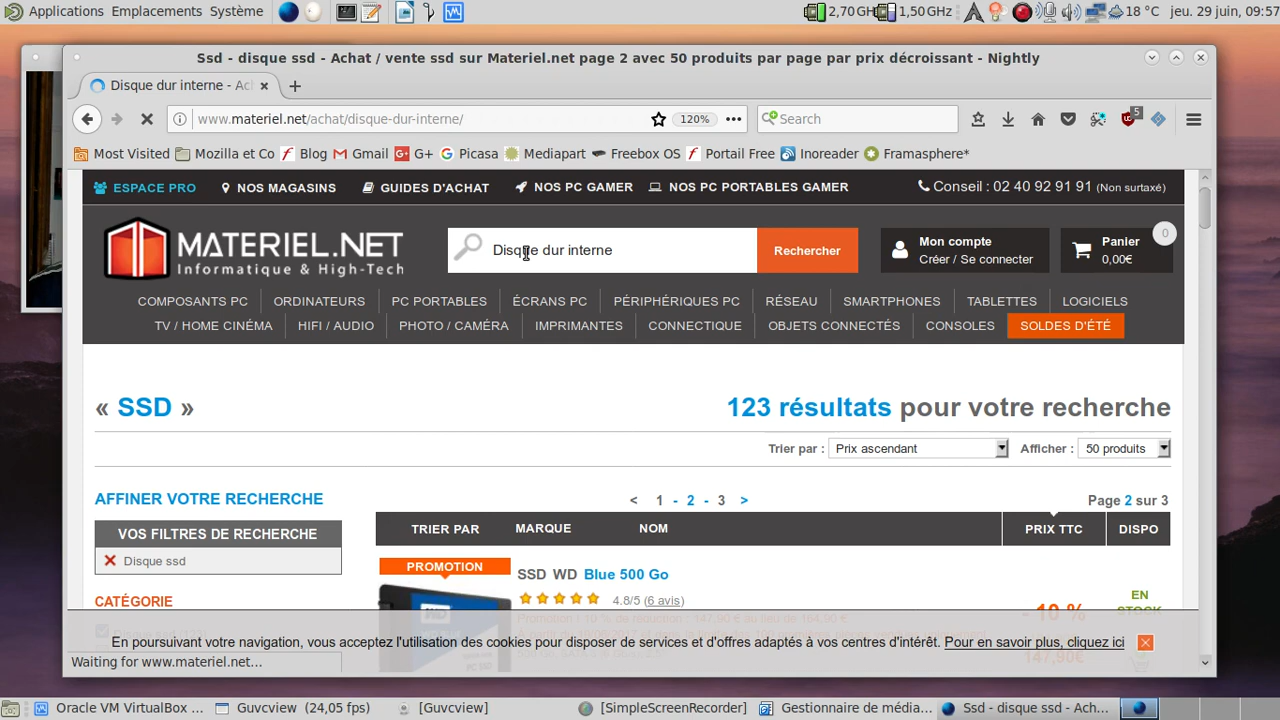 Applications Emplacements Système 2,70 GH 1,50 GHz 18 °C jeu. 29 juin, 09:57
Ssd - disque ssd - Achat / vente ssd sur Materiel.net page 2 avec 50 produits par page par prix décroissant - Nightly
Disque dur interne - Ac
www.materiel.net/achat/disque-dur-interne/ 120% Search 5
Most Visited Mozilla et Co Blog Gmail G+ Picasa Mediapart Freebox OS Portail Free Inoreader Framasphere*
ESPACE PRO NOS MAGASINS GUIDES D'ACHAT NOS PC GAMER NOS PC PORTABLES GAMER Conseil : 02 40 92 91 91 (Non surtaxé)
MATERIEL.NET
Informatique & High-Tech
Disque dur interne Rechercher
Mon compte
Créer / Se connecter
Panier 0
0,00€
COMPOSANTS PC ORDINATEURS PC PORTABLES ÉCRANS PC PÉRIPHÉRIQUES PC RÉSEAU SMARTPHONES TABLETTES LOGICIELS
TV / HOME CINÉMA HIFI / AUDIO PHOTO / CAMÉRA IMPRIMANTES CONNECTIQUE OBJETS CONNECTÉS CONSOLES SOLDES D'ÉTÉ
« SSD » 123 résultats pour votre recherche
Trier par : Prix ascendant Afficher : 50 produits
AFFINER VOTRE RECHERCHE
< 1 - 2 - 3 > Page 2 sur 3
VOS FILTRES DE RECHERCHE
Disque ssd
CATÉGORIE
TRIER PAR MARQUE NOM PRIX TTC DISPO
PROMOTION
SSD WD Blue 500 Go
4.8/5 (6 avis)
EN
STOCK
- 10 %
En poursuivant votre navigation, vous acceptez l'utilisation des cookies pour disposer de services et d'offres adaptés à vos centres d'intérêt. Pour en savoir plus, cliquez ici
147,90€
Waiting for www.materiel.net...
Oracle VM VirtualBox ... Guvcview (24,05 fps) [Guvcview] [SimpleScreenRecorder] Gestionnaire de média... Ssd - disque ssd - Ach...